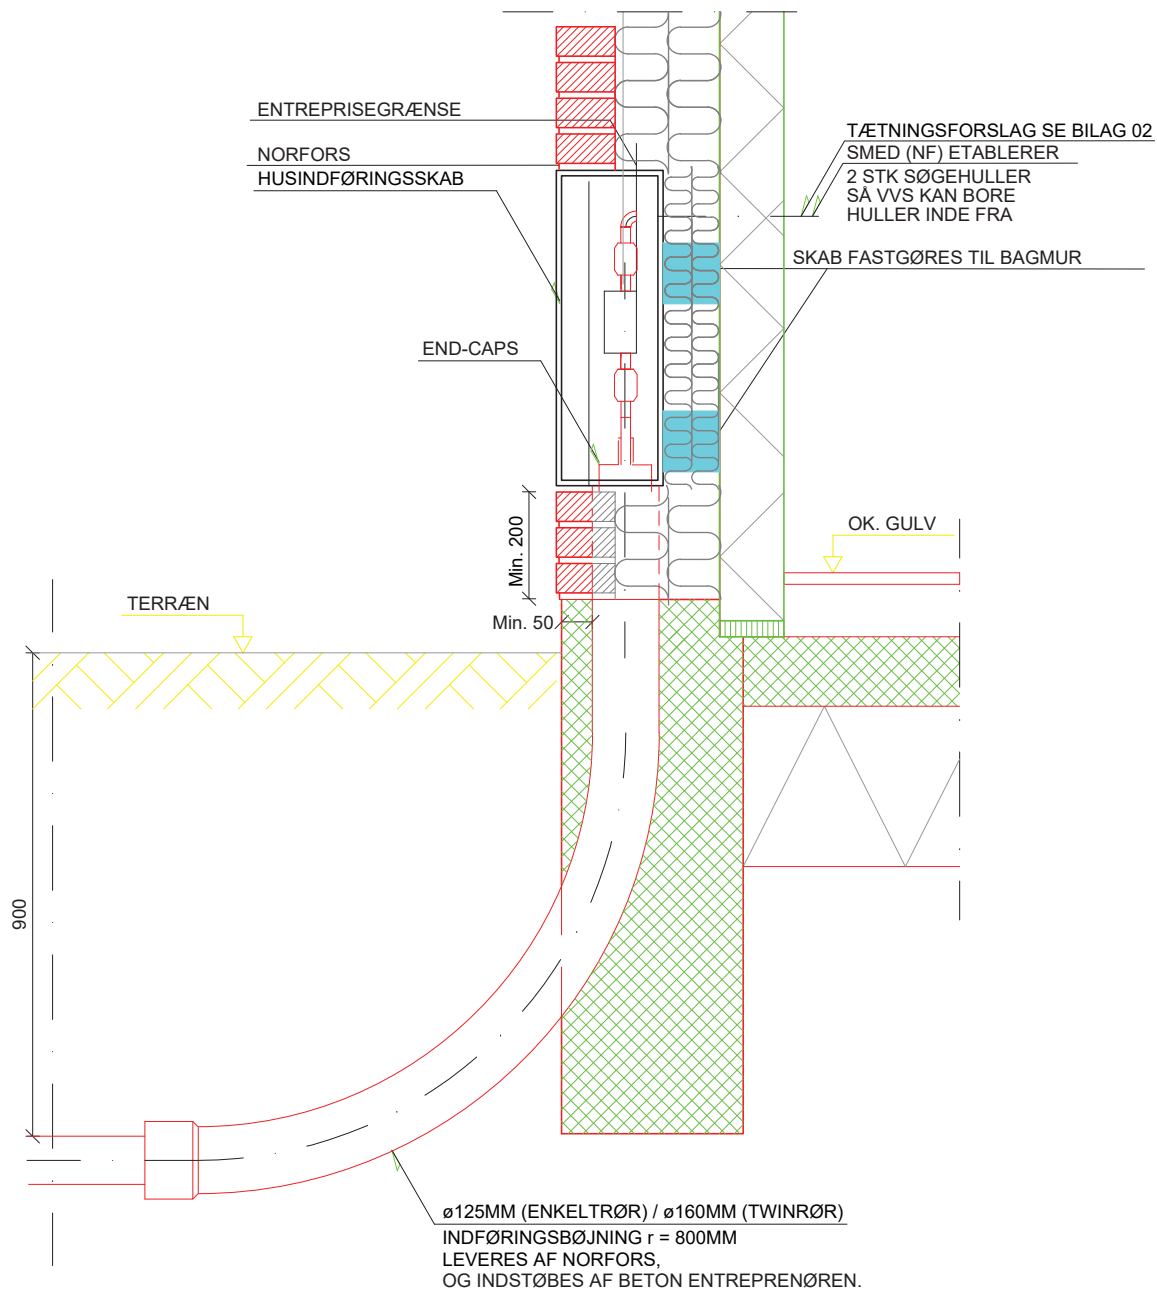 ENTREPRISEGRÆNSE
NORFORS
HUSINDFØRINGSSKAB
TÆTNINGSFORSLAG SE BILAG 02
SMED (NF) ETABLERER
2 STK SØGEHULLER
SÅ VVS KAN BORE
HULLER INDE FRA
SKAB FASTGØRES TIL BAGMUR
END-CAPS
Min. 200
OK. GULV
TERRÆN
Min. 50
900
ø125MM (ENKELTRØR) / ø160MM (TWINRØR)
INDFØRINGSBØJNING r = 800MM
LEVERES AF NORFORS,
OG INDSTØBES AF BETON ENTREPRENØREN.